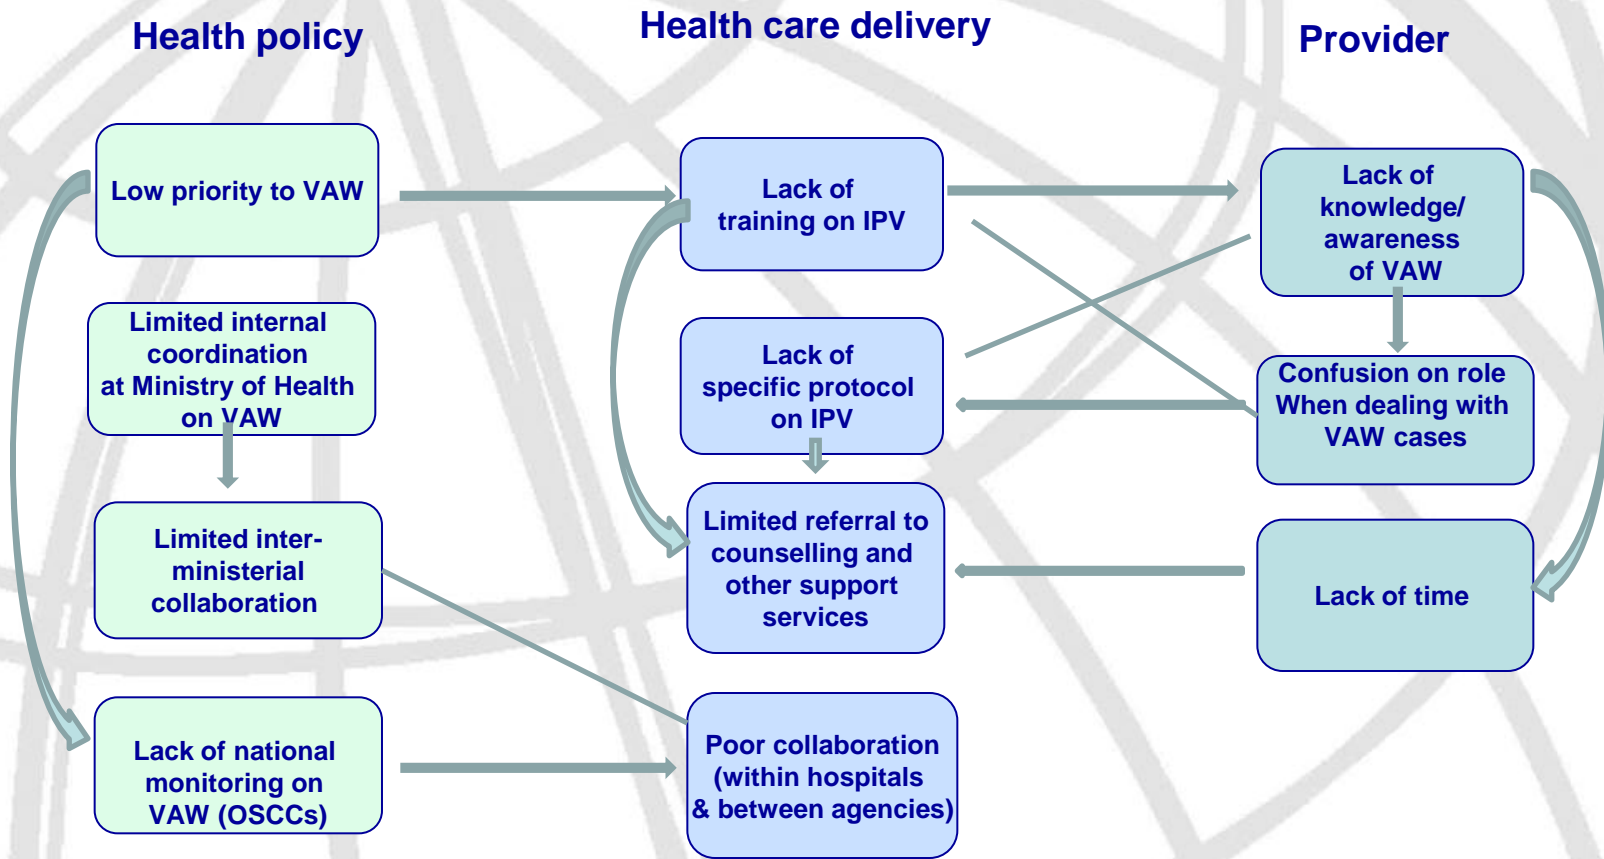 Health policy
Health care delivery
Provider
Low priority to VAW
Limited internal
coordination
at Ministry of Health
on VAW
Limited inter-
ministerial
collaboration
Lack of national
monitoring on
VAW (OSCCs)
Lack of
training on IPV
Lack of
specific protocol
on IPV
Limited referral to
counselling and
other support
services
Poor collaboration
(within hospitals
& between agencies)
Lack of
knowledge/
awareness
of VAW
Confusion on role
When dealing with
VAW cases
Lack of time